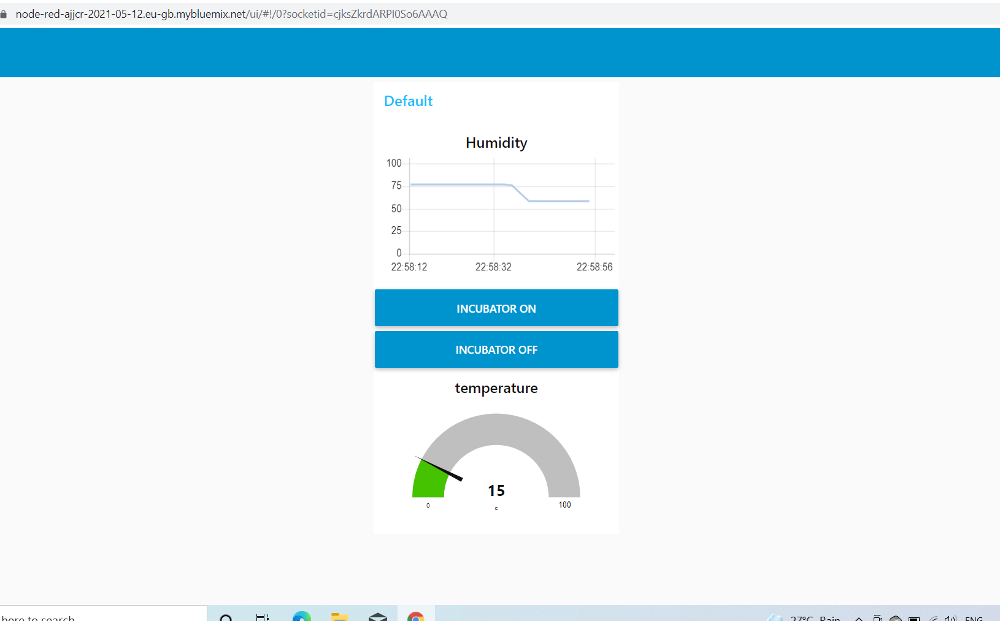 node-red-ajjcr-2021-05-12.eu-gb.mybluemix.net/ui/#!/0?socketid=cjksZkrdARPI0So6AAAQ
Default
Humidity
100
75
50
25
0
22:58:12 22:58:32 22:58:56
INCUBATOR ON
INCUBATOR OFF
temperature
15
0 c 100
here to search 27°C Rain ENG